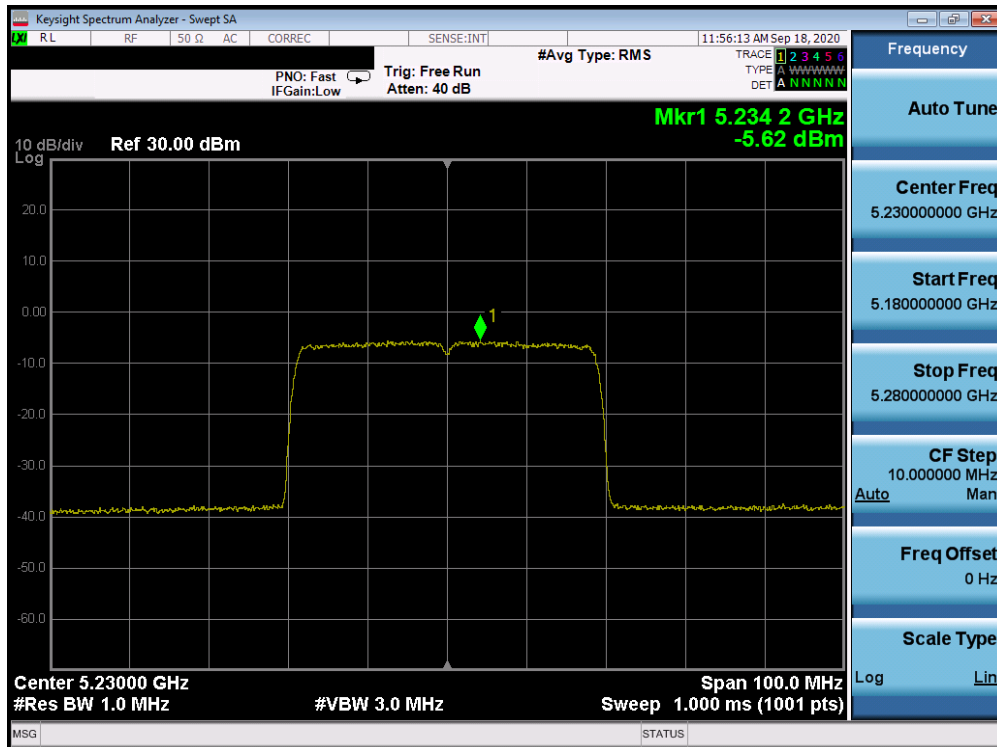 Keysight Spectrum Analyzer - Swept SA
LXI RL RF 50 Ω AC CORREC SENSE:INT 11:56:13 AM Sep 18, 2020
PNO: Fast
IFGain:Low
Trig: Free Run
Atten: 40 dB
#Avg Type: RMS
TRACE 1 2 3 4 5 6
TYPE A WWWWW
DET A N N N N N
Mkr1 5.234 2 GHz
-5.62 dBm
10 dB/div Ref 30.00 dBm
Log
20.0
10.0
0.00
-10.0
-20.0
-30.0
-40.0
-50.0
-60.0
1
Center 5.23000 GHz Span 100.0 MHz
#Res BW 1.0 MHz #VBW 3.0 MHz Sweep 1.000 ms (1001 pts)
MSG STATUS
Frequency
Auto Tune
Center Freq
5.230000000 GHz
Start Freq
5.180000000 GHz
Stop Freq
5.280000000 GHz
CF Step
10.000000 MHz
Auto Man
Freq Offset
0 Hz
Scale Type
Log Lin